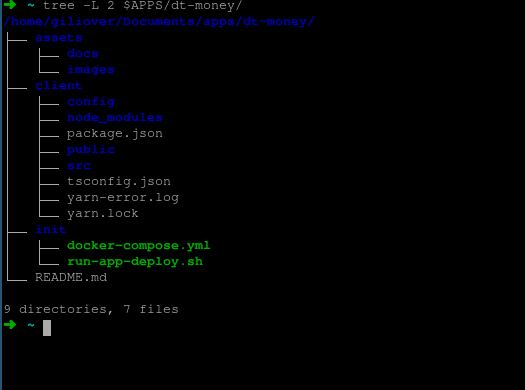 ➜ ~ tree -L 2 $APPS/dt-money/
/home/giliover/Documents/apps/dt-money/
├── assets
│   ├── docs
│   └── images
├── client
│   ├── config
│   ├── node_modules
│   ├── package.json
│   ├── public
│   ├── src
│   ├── tsconfig.json
│   ├── yarn-error.log
│   └── yarn.lock
├── init
│   ├── docker-compose.yml
│   └── run-app-deploy.sh
└── README.md

9 directories, 7 files
➜ ~